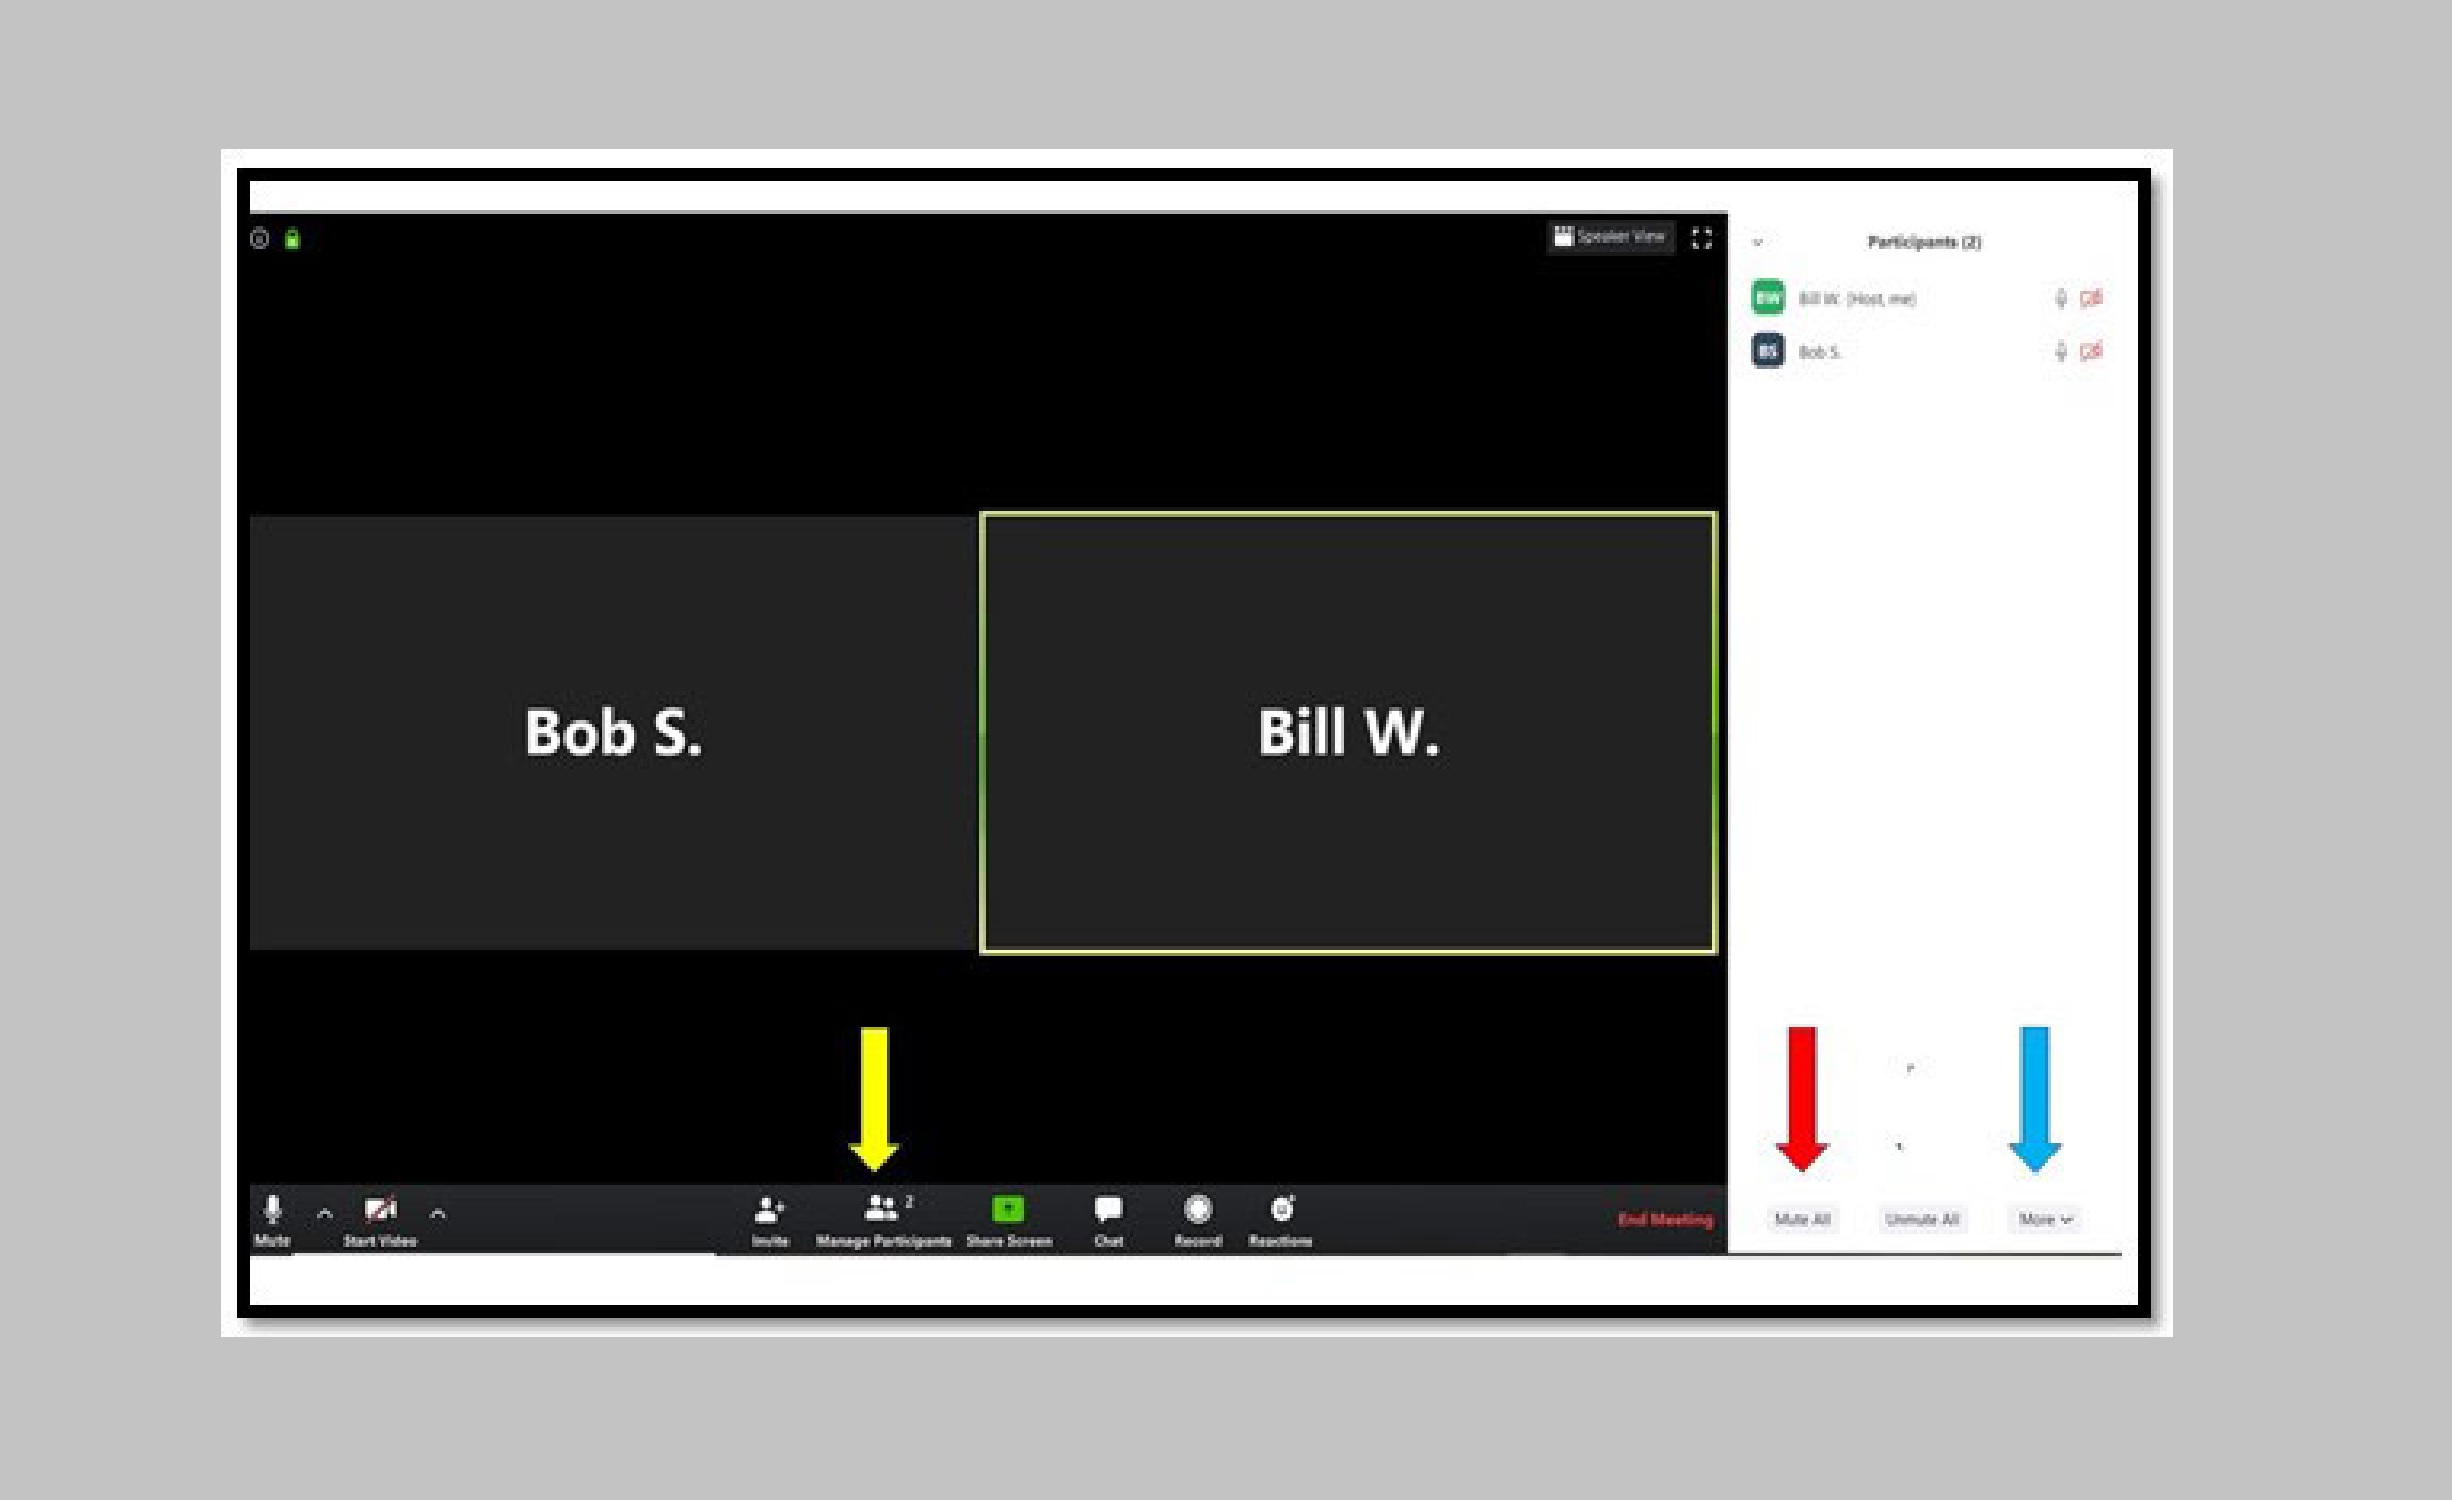 Speaker View
Participants (2)
BW Bill W. (Host, me)
BS Bob S.
Bob S.
Bill W.
Mute
Start Video
Invite
2
Manage Participants
Share Screen
Chat
Record
Reactions
End Meeting
Mute All
Unmute All
More